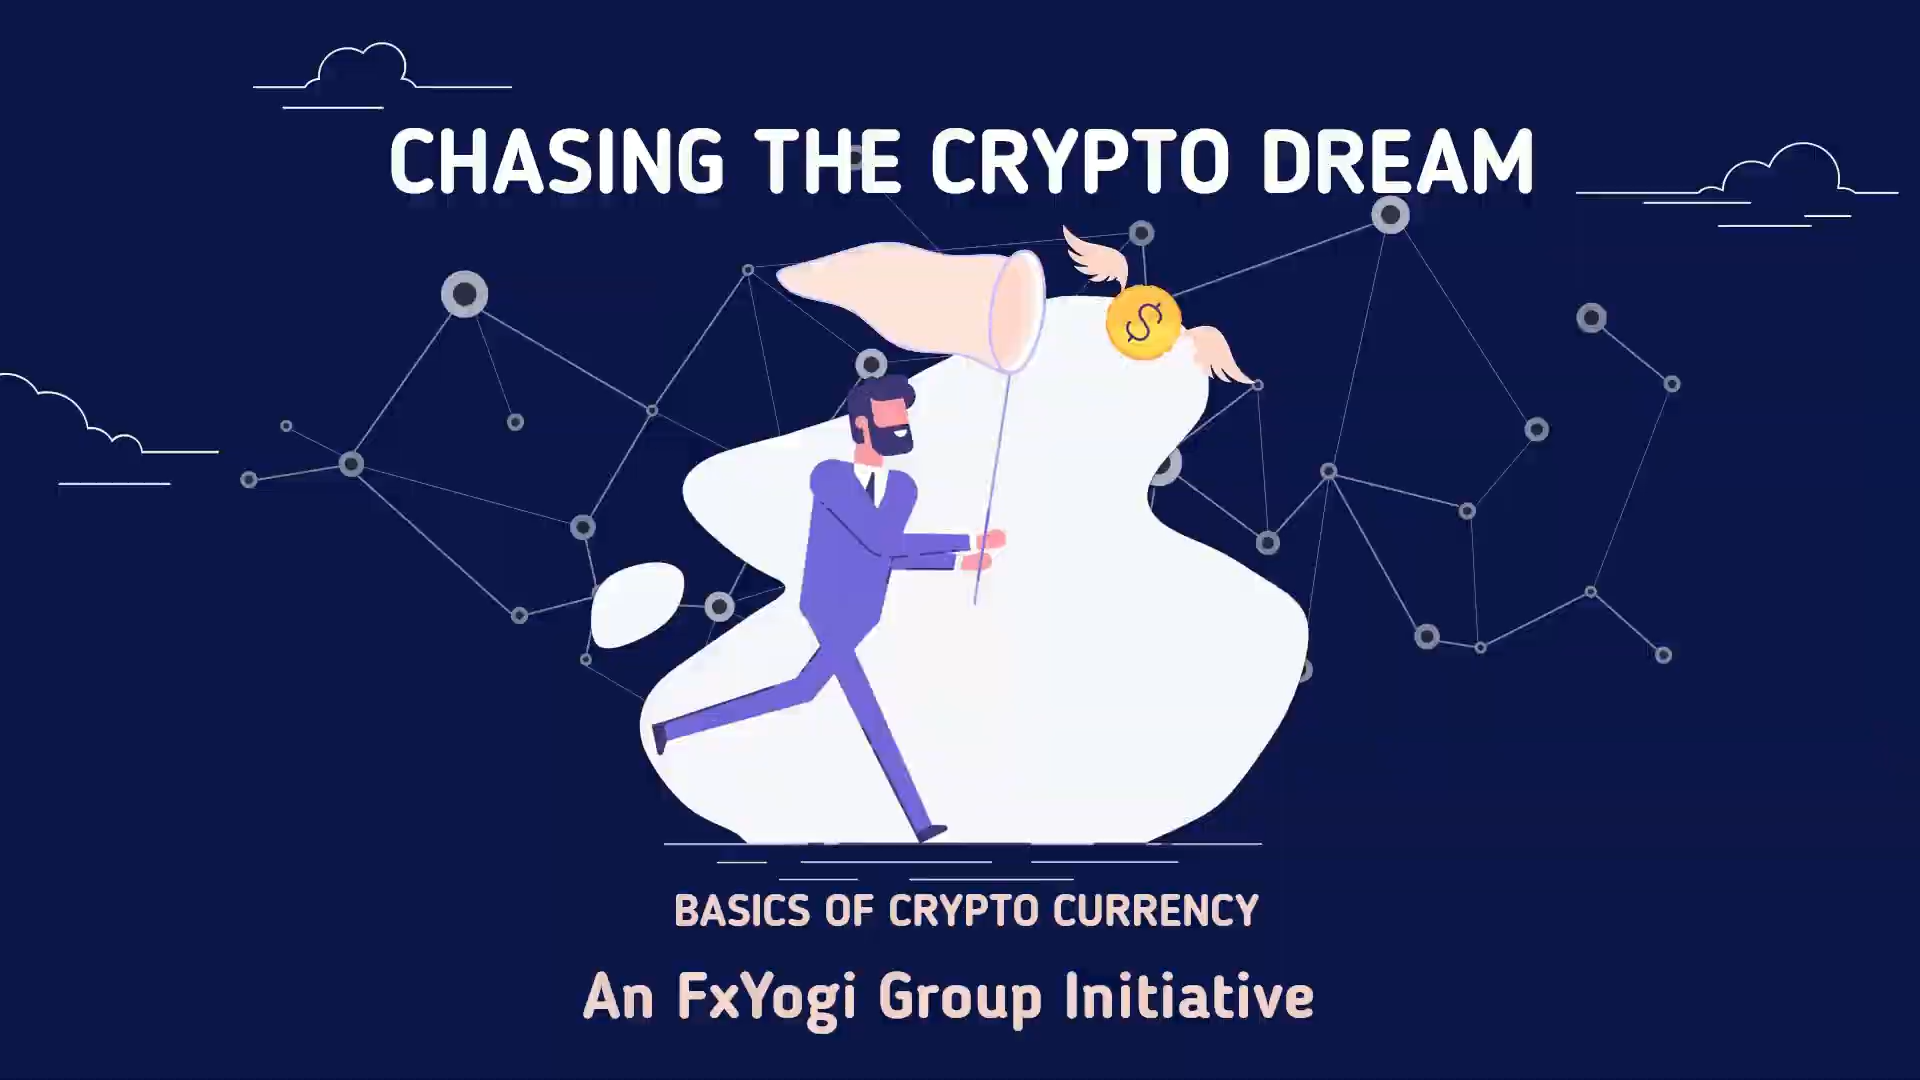 CHASING THE CRYPTO DREAM
$
BASICS OF CRYPTO CURRENCY
An FxYogi Group Initiative